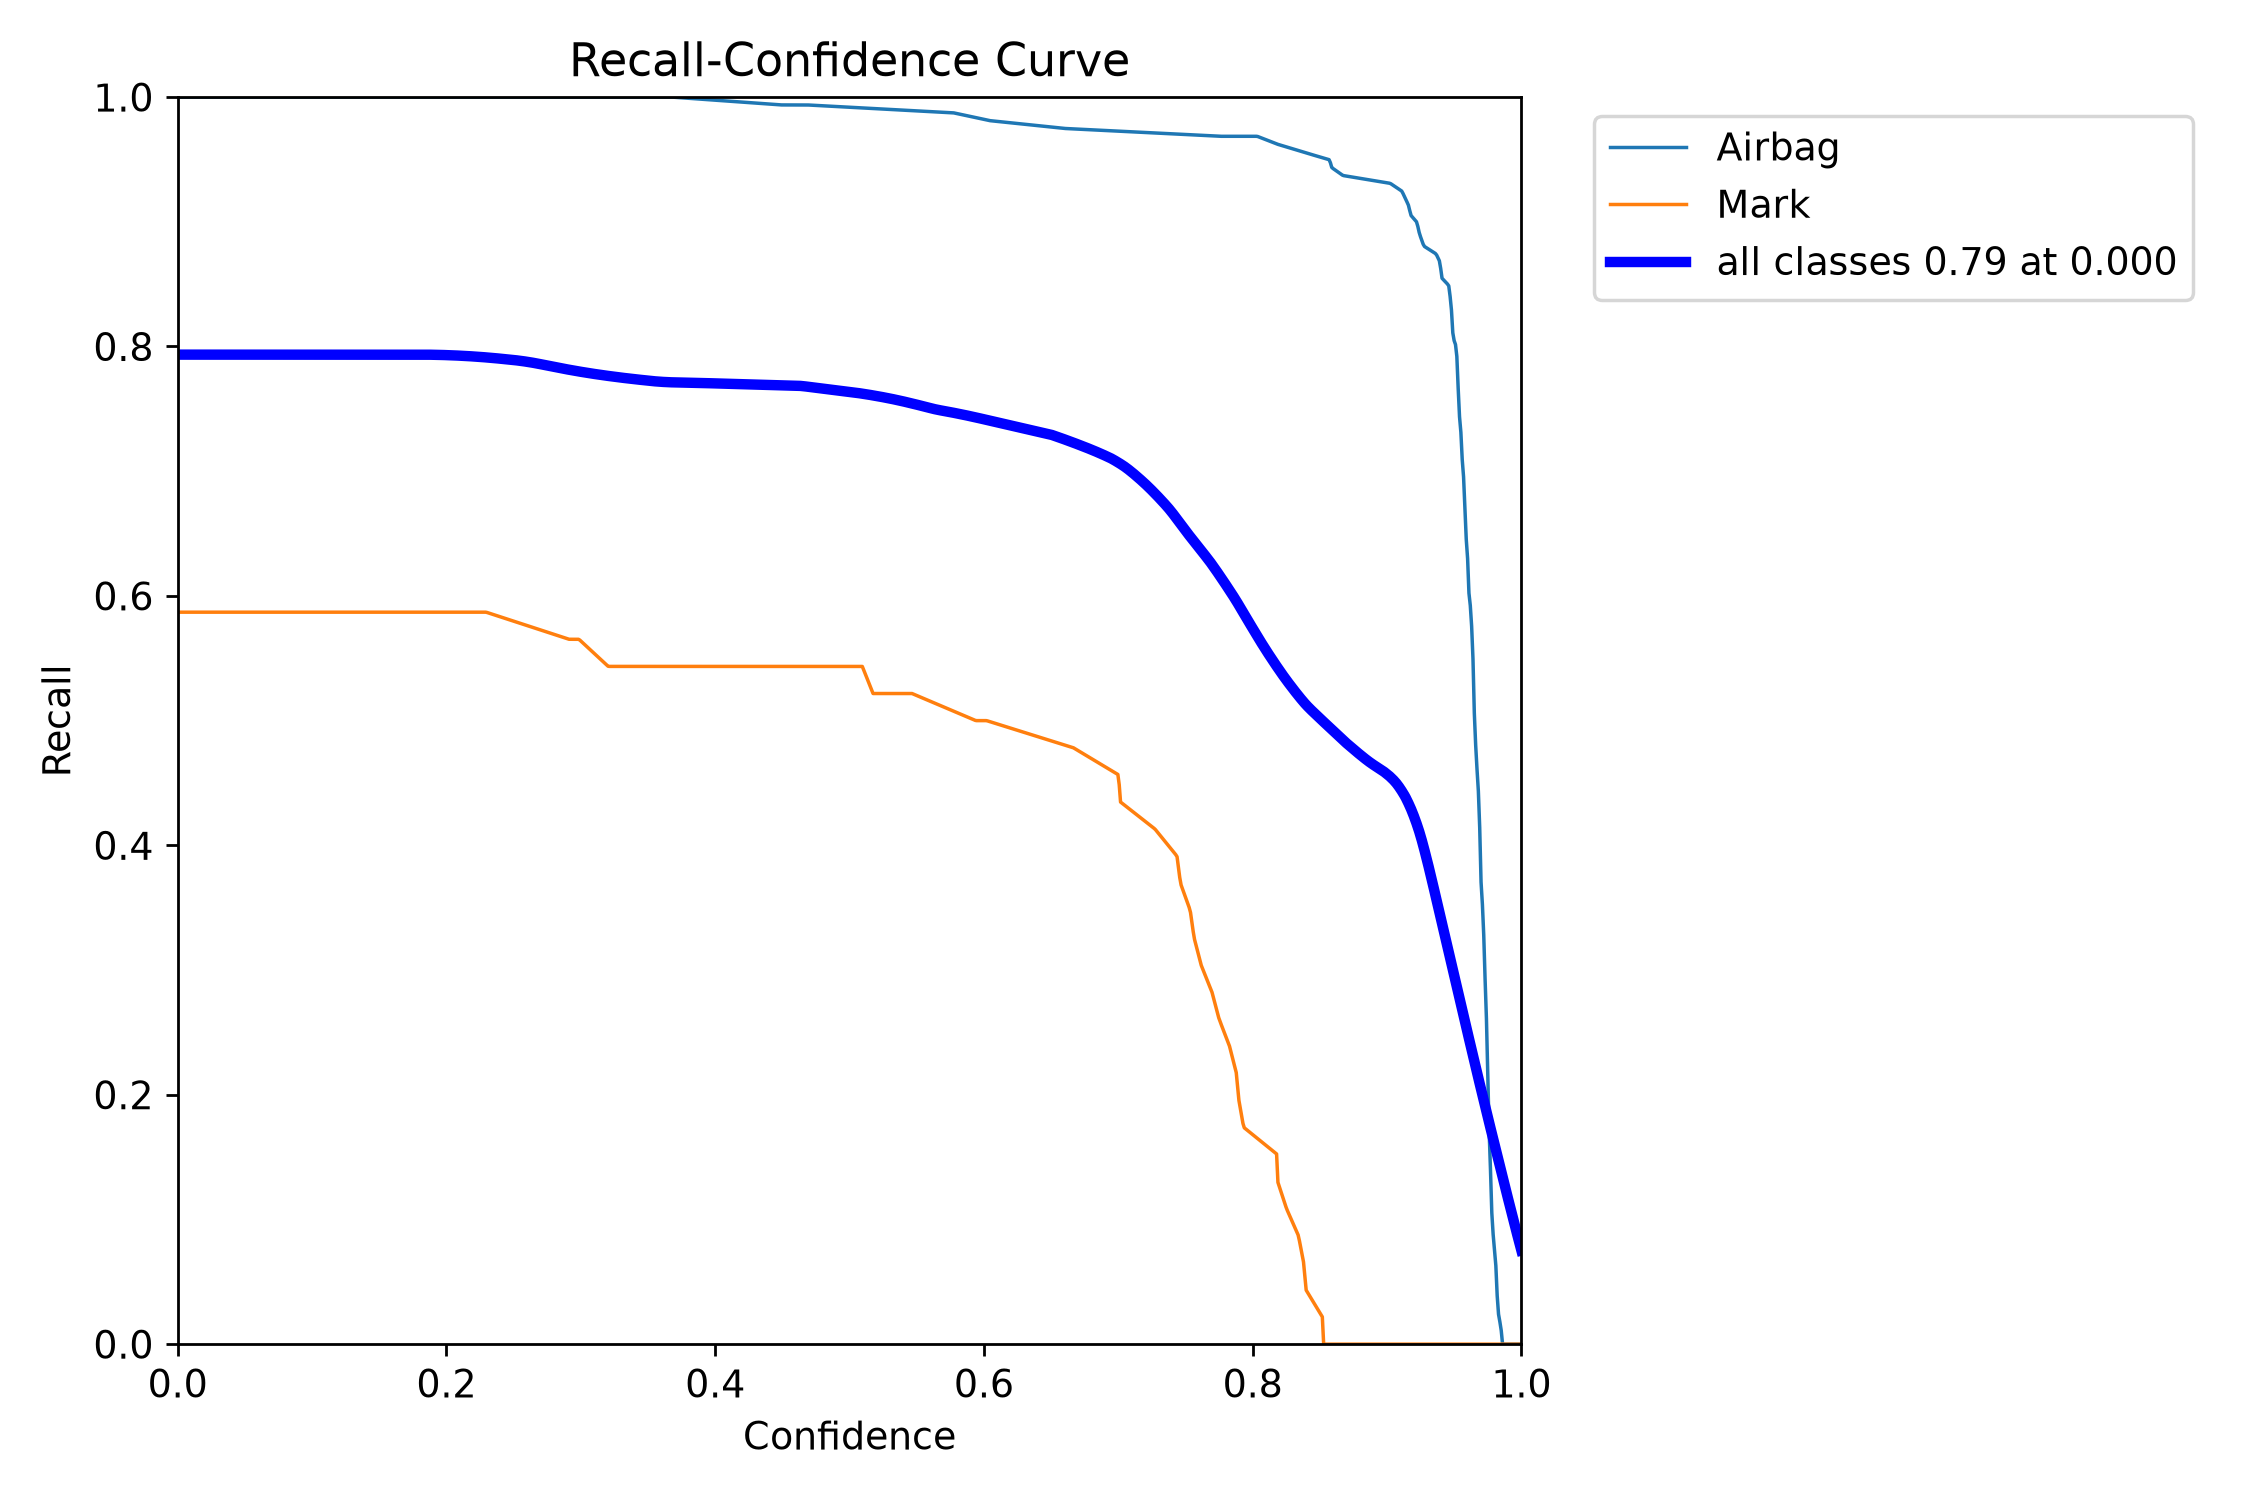 Recall-Confidence Curve
1.0
0.8
0.6
0.4
0.2
0.0
Recall
0.0 0.2 0.4 0.6 0.8 1.0
Confidence
Airbag
Mark
all classes 0.79 at 0.000